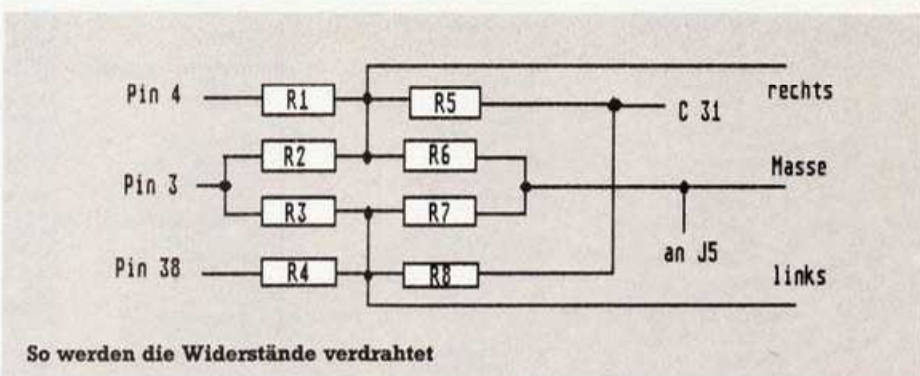 rechts
Pin 4 R1 R5 C 31
R2 R6 Masse
Pin 3
R3 R7
an J5
Pin 38 R4 R8 links
So werden die Widerstände verdrahtet